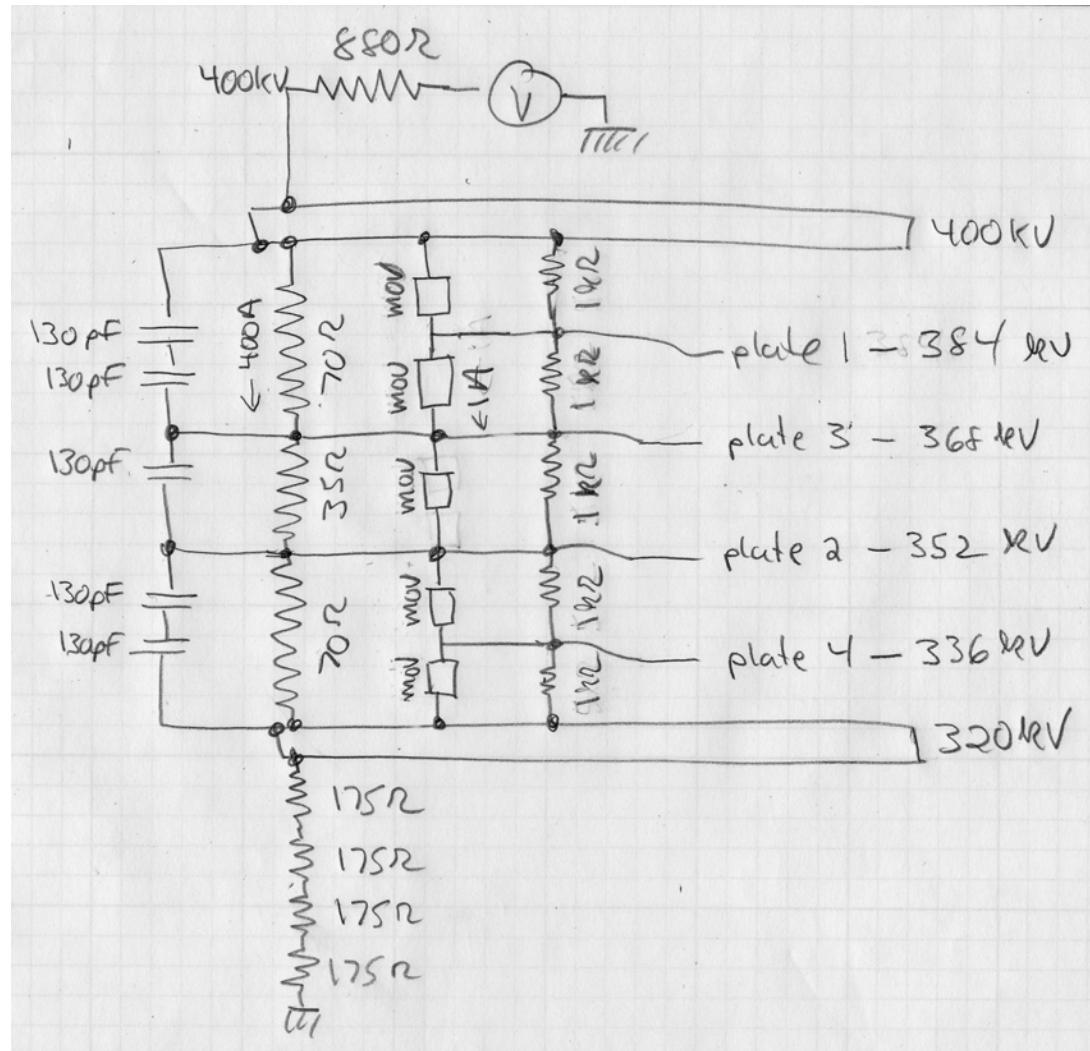 880Ω
400kV
V
400kV
130pF
130pF
130pF
130pF
130pF
←400A
70Ω
35Ω
70Ω
mov
mov
mov
mov
mov
←1A
1kΩ
1kΩ
1kΩ
1kΩ
1kΩ
plate 1 - 384 kV
plate 3 - 368 kV
plate 2 - 352 kV
plate 4 - 336 kV
320kV
175Ω
175Ω
175Ω
175Ω